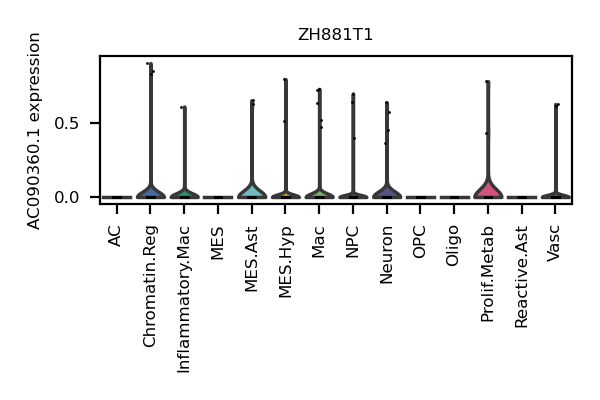 ZH881T1
AC090360.1 expression
0.5
0.0
AC
Chromatin.Reg
Inflammatory.Mac
MES
MES.Ast
MES.Hyp
Mac
NPC
Neuron
OPC
Oligo
Prolif.Metab
Reactive.Ast
Vasc